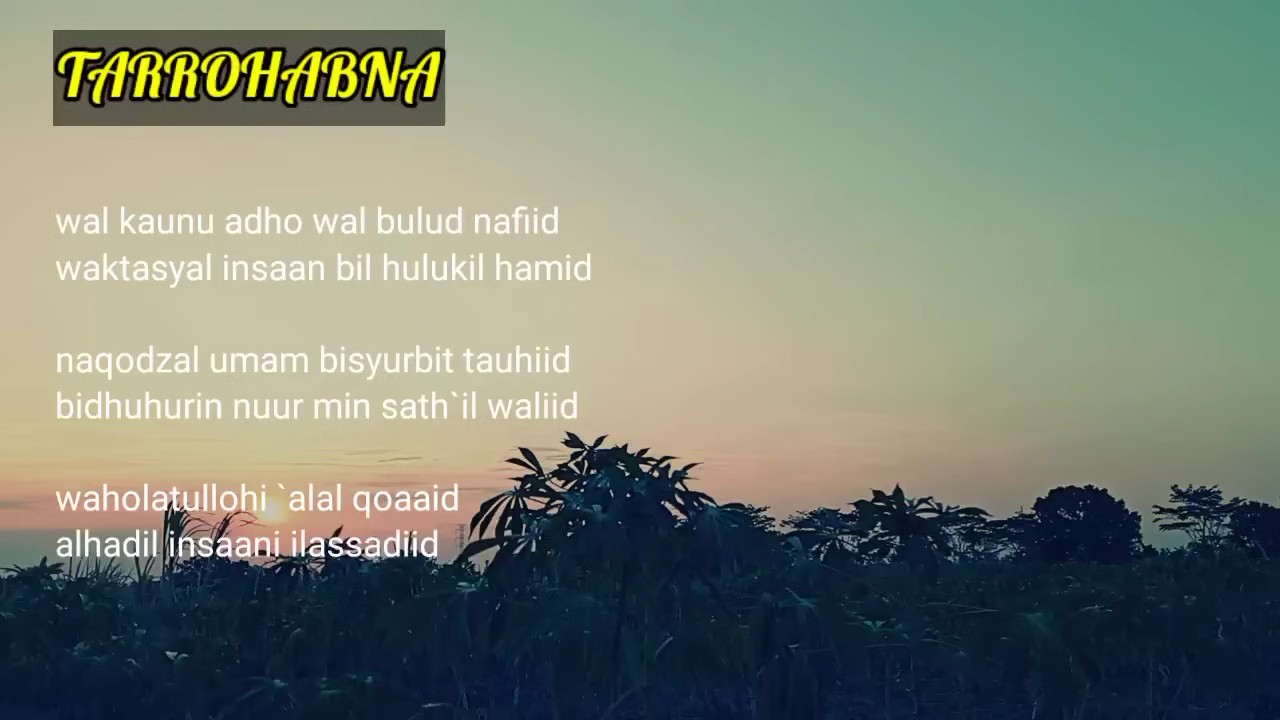 TARROHABNA
wal kaunu adho wal bulud nafiid
waktasyal insaan bil hulukil hamid
naqodzal umam bisyurbit tauhiid
bidhuhurin nuur min sath`il waliid
waholatullohi `alal qoaaid
alhadil insaani ilassadiid